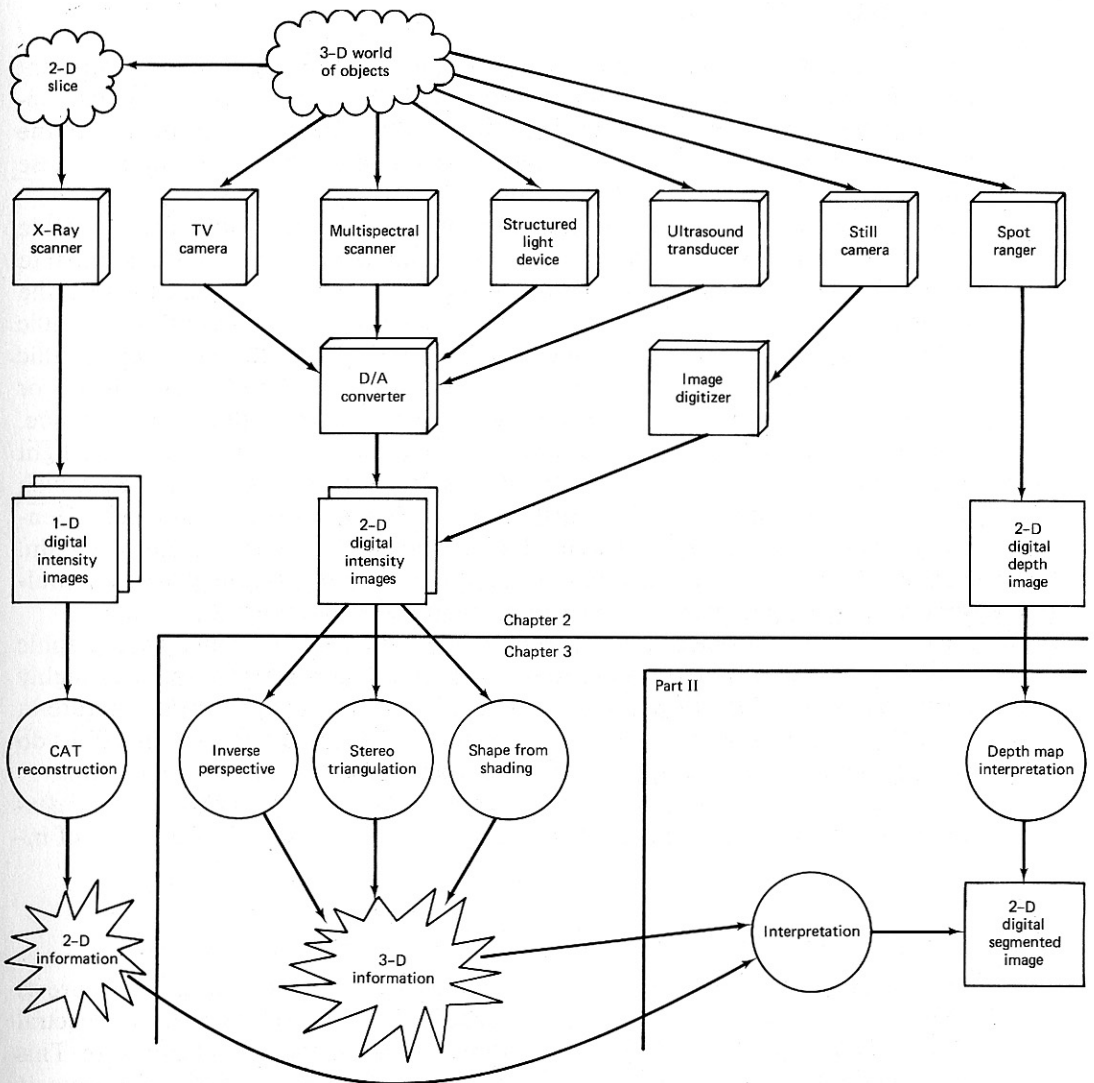 2-D
slice
3-D world
of objects
X-Ray
scanner
TV
camera
Multispectral
scanner
Structured
light
device
Ultrasound
transducer
Still
camera
Spot
ranger
D/A
converter
Image
digitizer
1-D
digital
intensity
images
2-D
digital
intensity
images
2-D
digital
depth
image
Chapter 2
Chapter 3
Part II
CAT
reconstruction
Inverse
perspective
Stereo
triangulation
Shape from
shading
Depth map
interpretation
2-D
information
3-D
information
Interpretation
2-D
digital
segmented
image